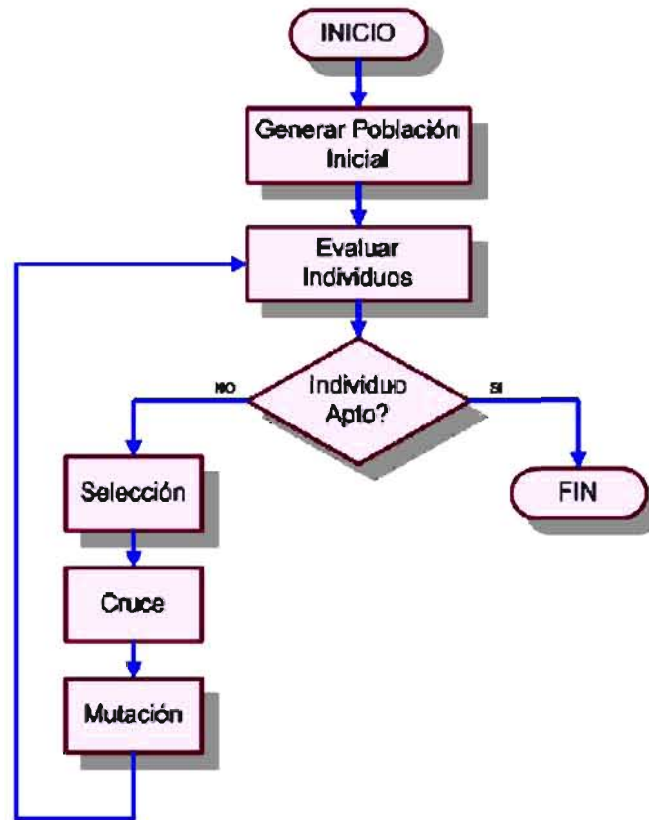 INICIO
Generar Población
Inicial
Evaluar
Individuos
Individuo
Apto?
NO
SI
Selección
FIN
Cruce
Mutación